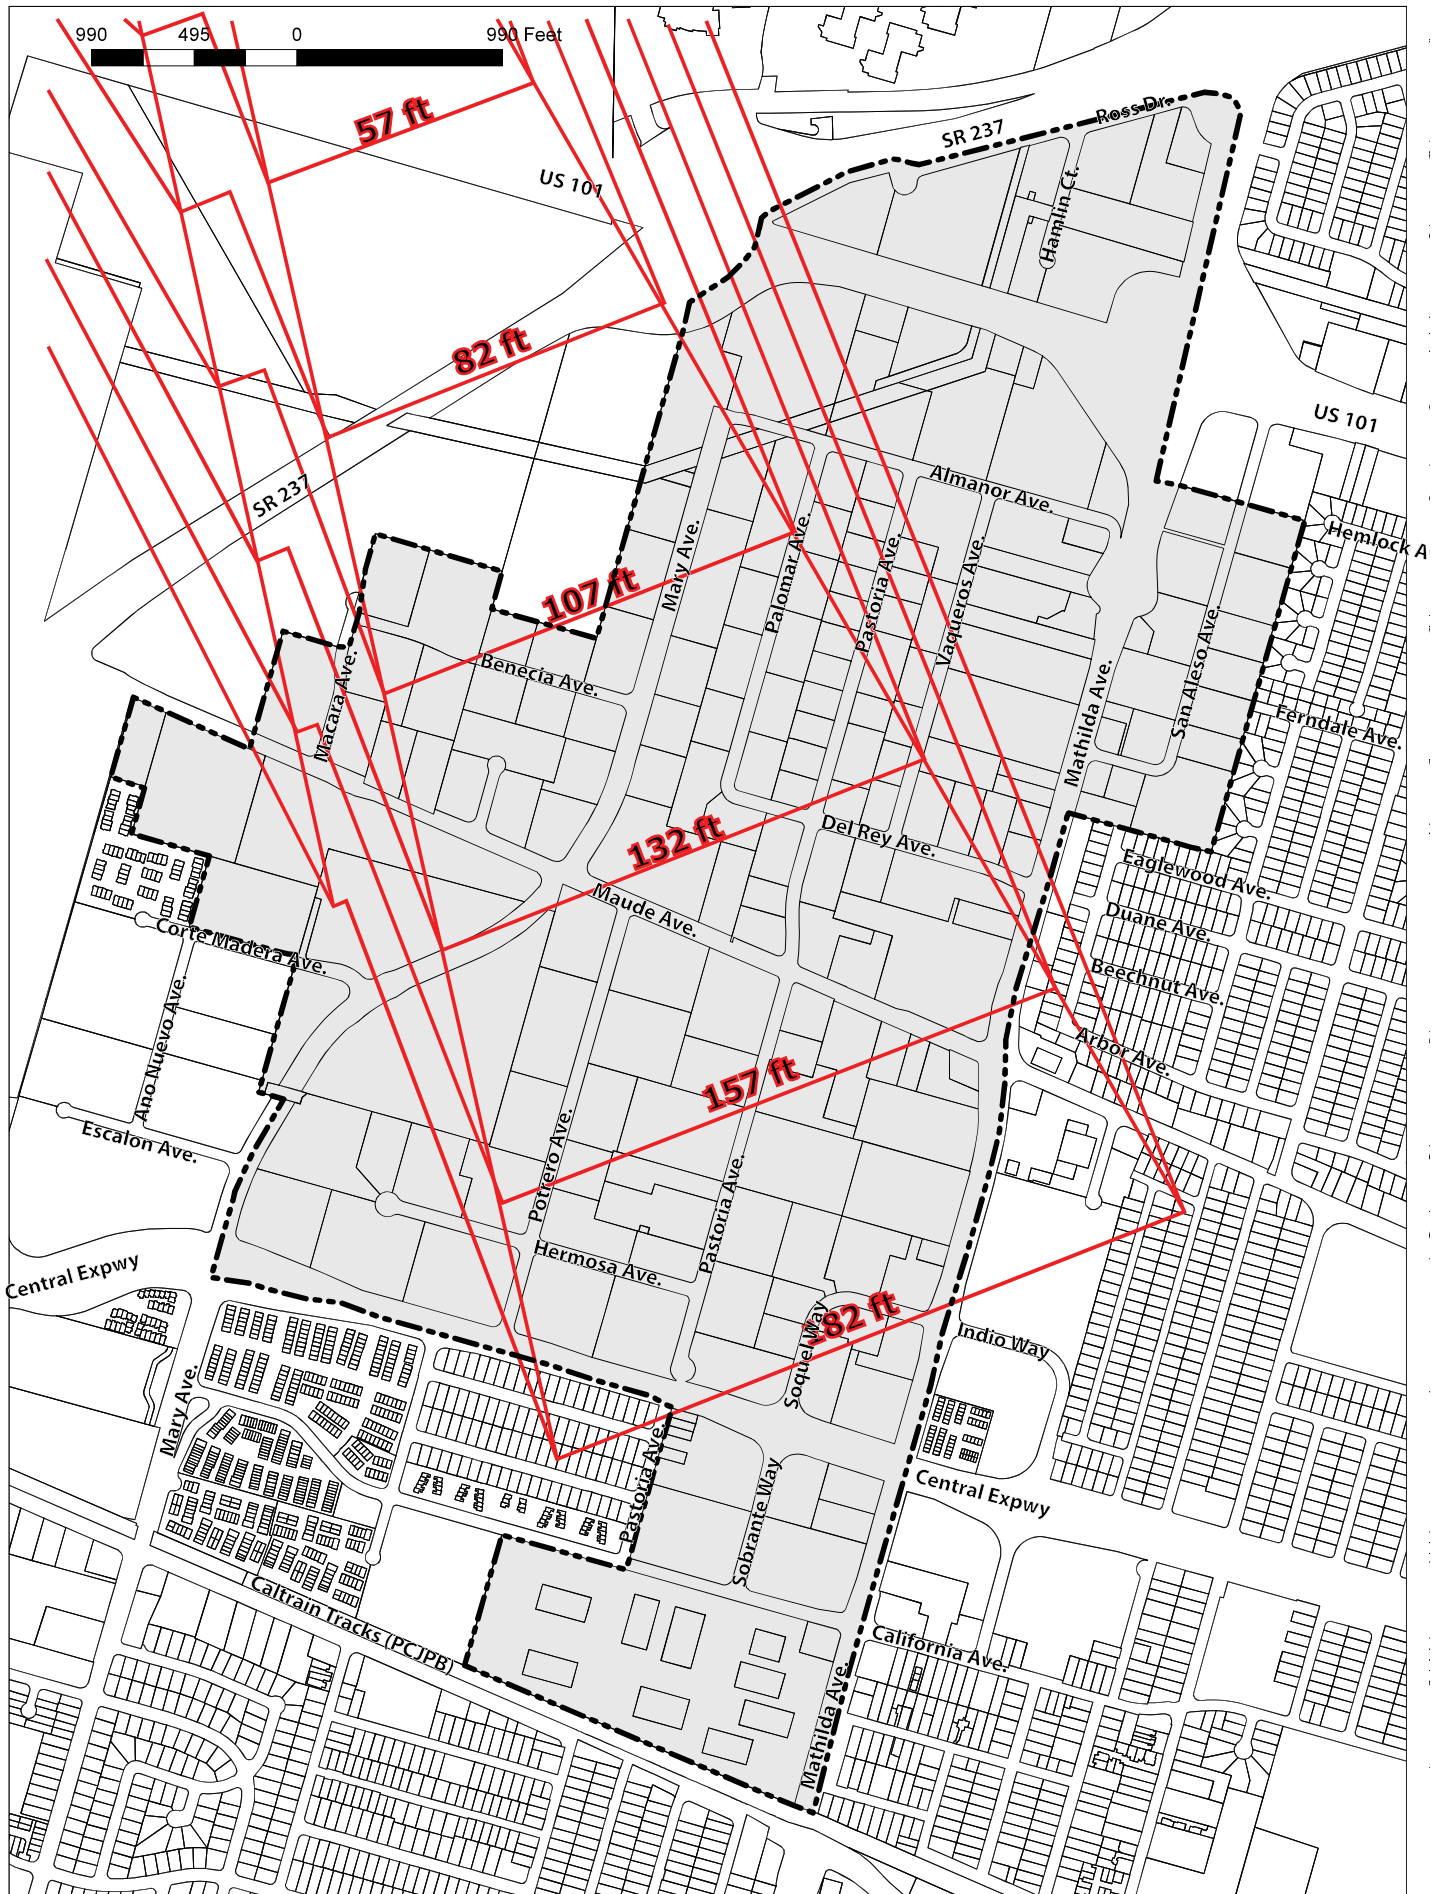 990 495 0 990 Feet
57 ft
Ross Dr.
SR 237
US 101
Hamlin Ct.
82 ft
US 101
SR 237
Almanor Ave.
Hemlock A
Mary Ave.
Palomar Ave.
Pastoria Ave.
Vaqueros Ave.
107 ft
San Aleso Ave.
Benecia Ave.
Macara Ave.
Mathilda Ave.
Ferndale Ave.
132 ft
Del Rey Ave.
Eaglewood Ave.
Maude Ave.
Duane Ave.
Corte Madera Ave.
Beechnut Ave.
Ano Nuevo Ave.
Arbor Ave.
157 ft
Escalon Ave.
Potrero Ave.
Pastoria Ave.
Hermosa Ave.
Central Expwy
82 ft
Soquel Way
Indio Way
Mary Ave.
Pastoria Ave.
Central Expwy
Sobrante Way
Caltrain Tracks (PCJPB)
California Ave.
Mathilda Ave.